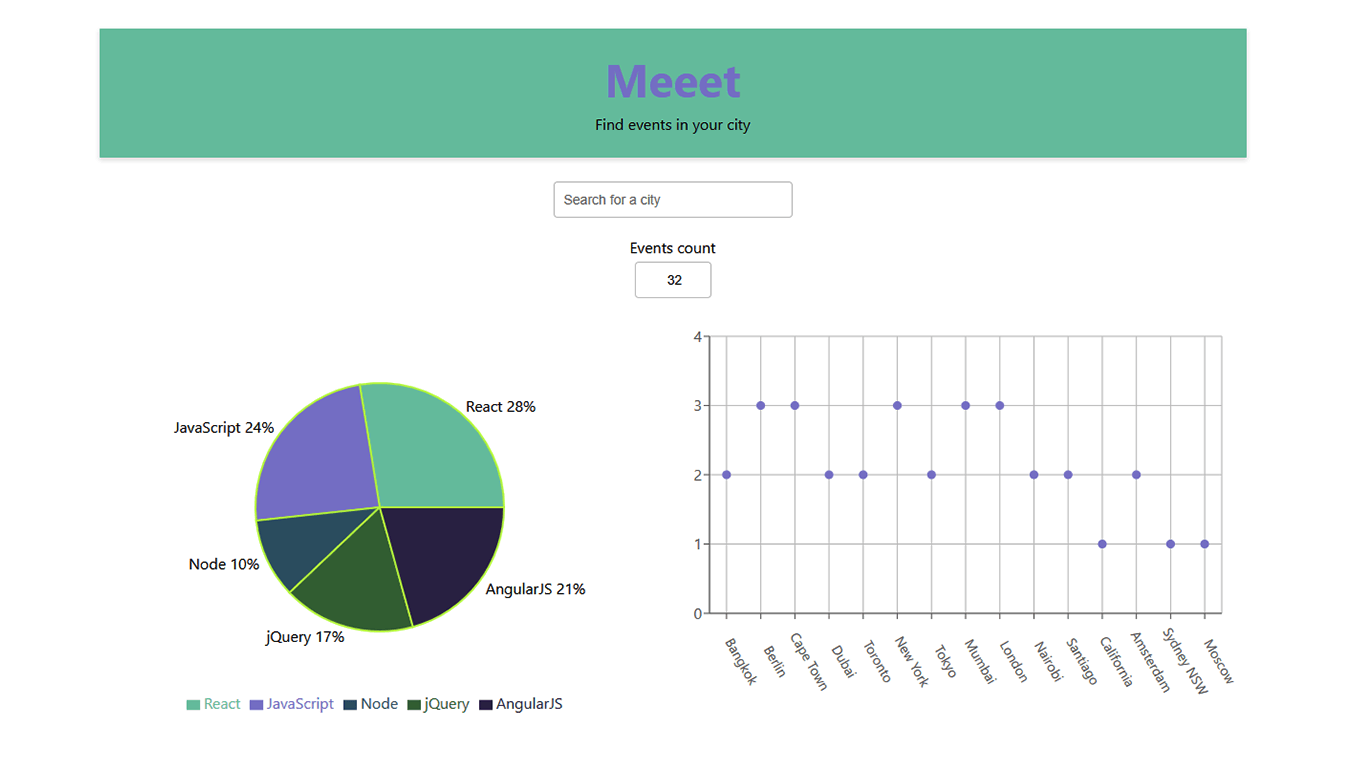 Meeet
Find events in your city
Search for a city
Events count
32
React 28%
JavaScript 24%
Node 10%
jQuery 17%
AngularJS 21%
React JavaScript Node jQuery AngularJS
4
3
2
1
0
Bangkok
Berlin
Cape Town
Dubai
Toronto
New York
Tokyo
Mumbai
London
Nairobi
Santiago
California
Amsterdam
Sydney NSW
Moscow